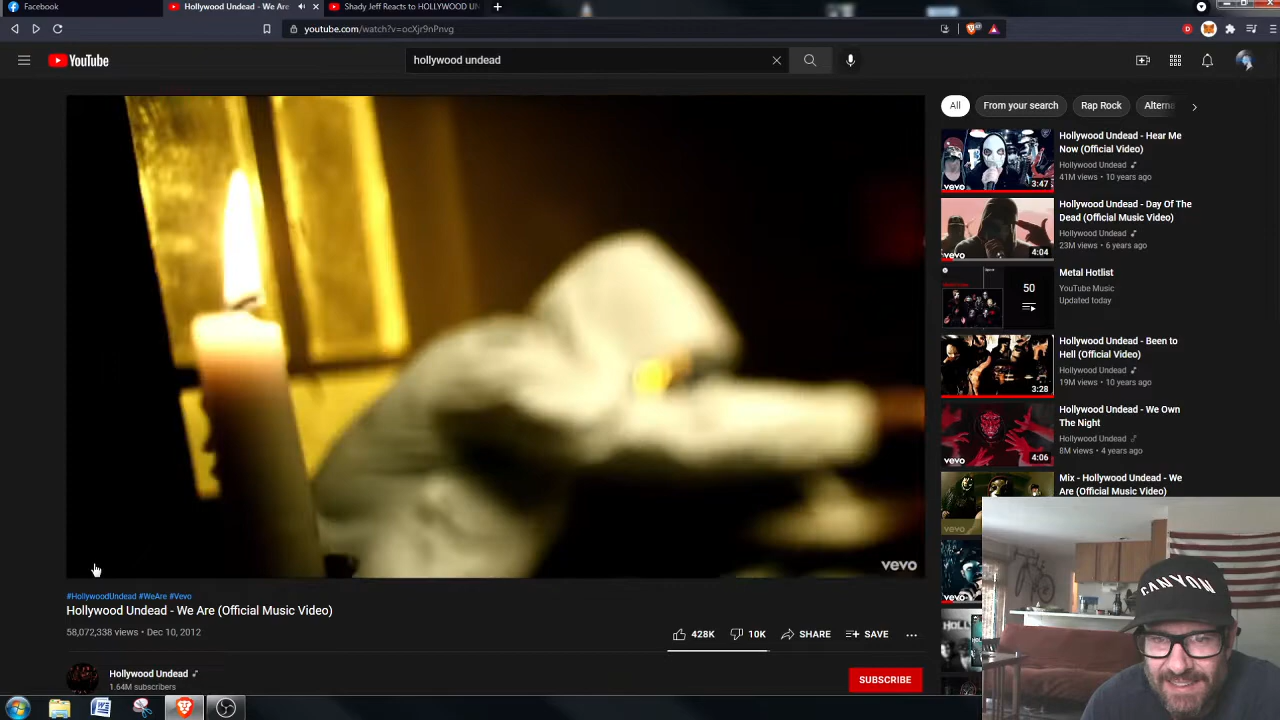 Facebook
Hollywood Undead - We Are
Shady Jeff Reacts to HOLLYWOOD UN
youtube.com/watch?v=ocXjr9nPnvg
YouTube
hollywood undead
All
From your search
Rap Rock
Alterna
Hollywood Undead - Hear Me
Now (Official Video)
Hollywood Undead
41M views • 10 years ago
vevo
3:47
Hollywood Undead - Day Of The
Dead (Official Music Video)
Hollywood Undead
23M views • 6 years ago
vevo
4:04
Metal Hotlist
YouTube Music
Updated today
50
Hollywood Undead - Been to
Hell (Official Video)
Hollywood Undead
19M views • 10 years ago
vevo
3:28
Hollywood Undead - We Own
The Night
Hollywood Undead
8M views • 4 years ago
vevo
4:06
Mix - Hollywood Undead - We
Are (Official Music Video)
vevo
vevo
#HollywoodUndead #WeAre #Vevo
Hollywood Undead - We Are (Official Music Video)
58,072,338 views • Dec 10, 2012
428K
10K
SHARE
SAVE
Hollywood Undead
1.64M subscribers
SUBSCRIBE